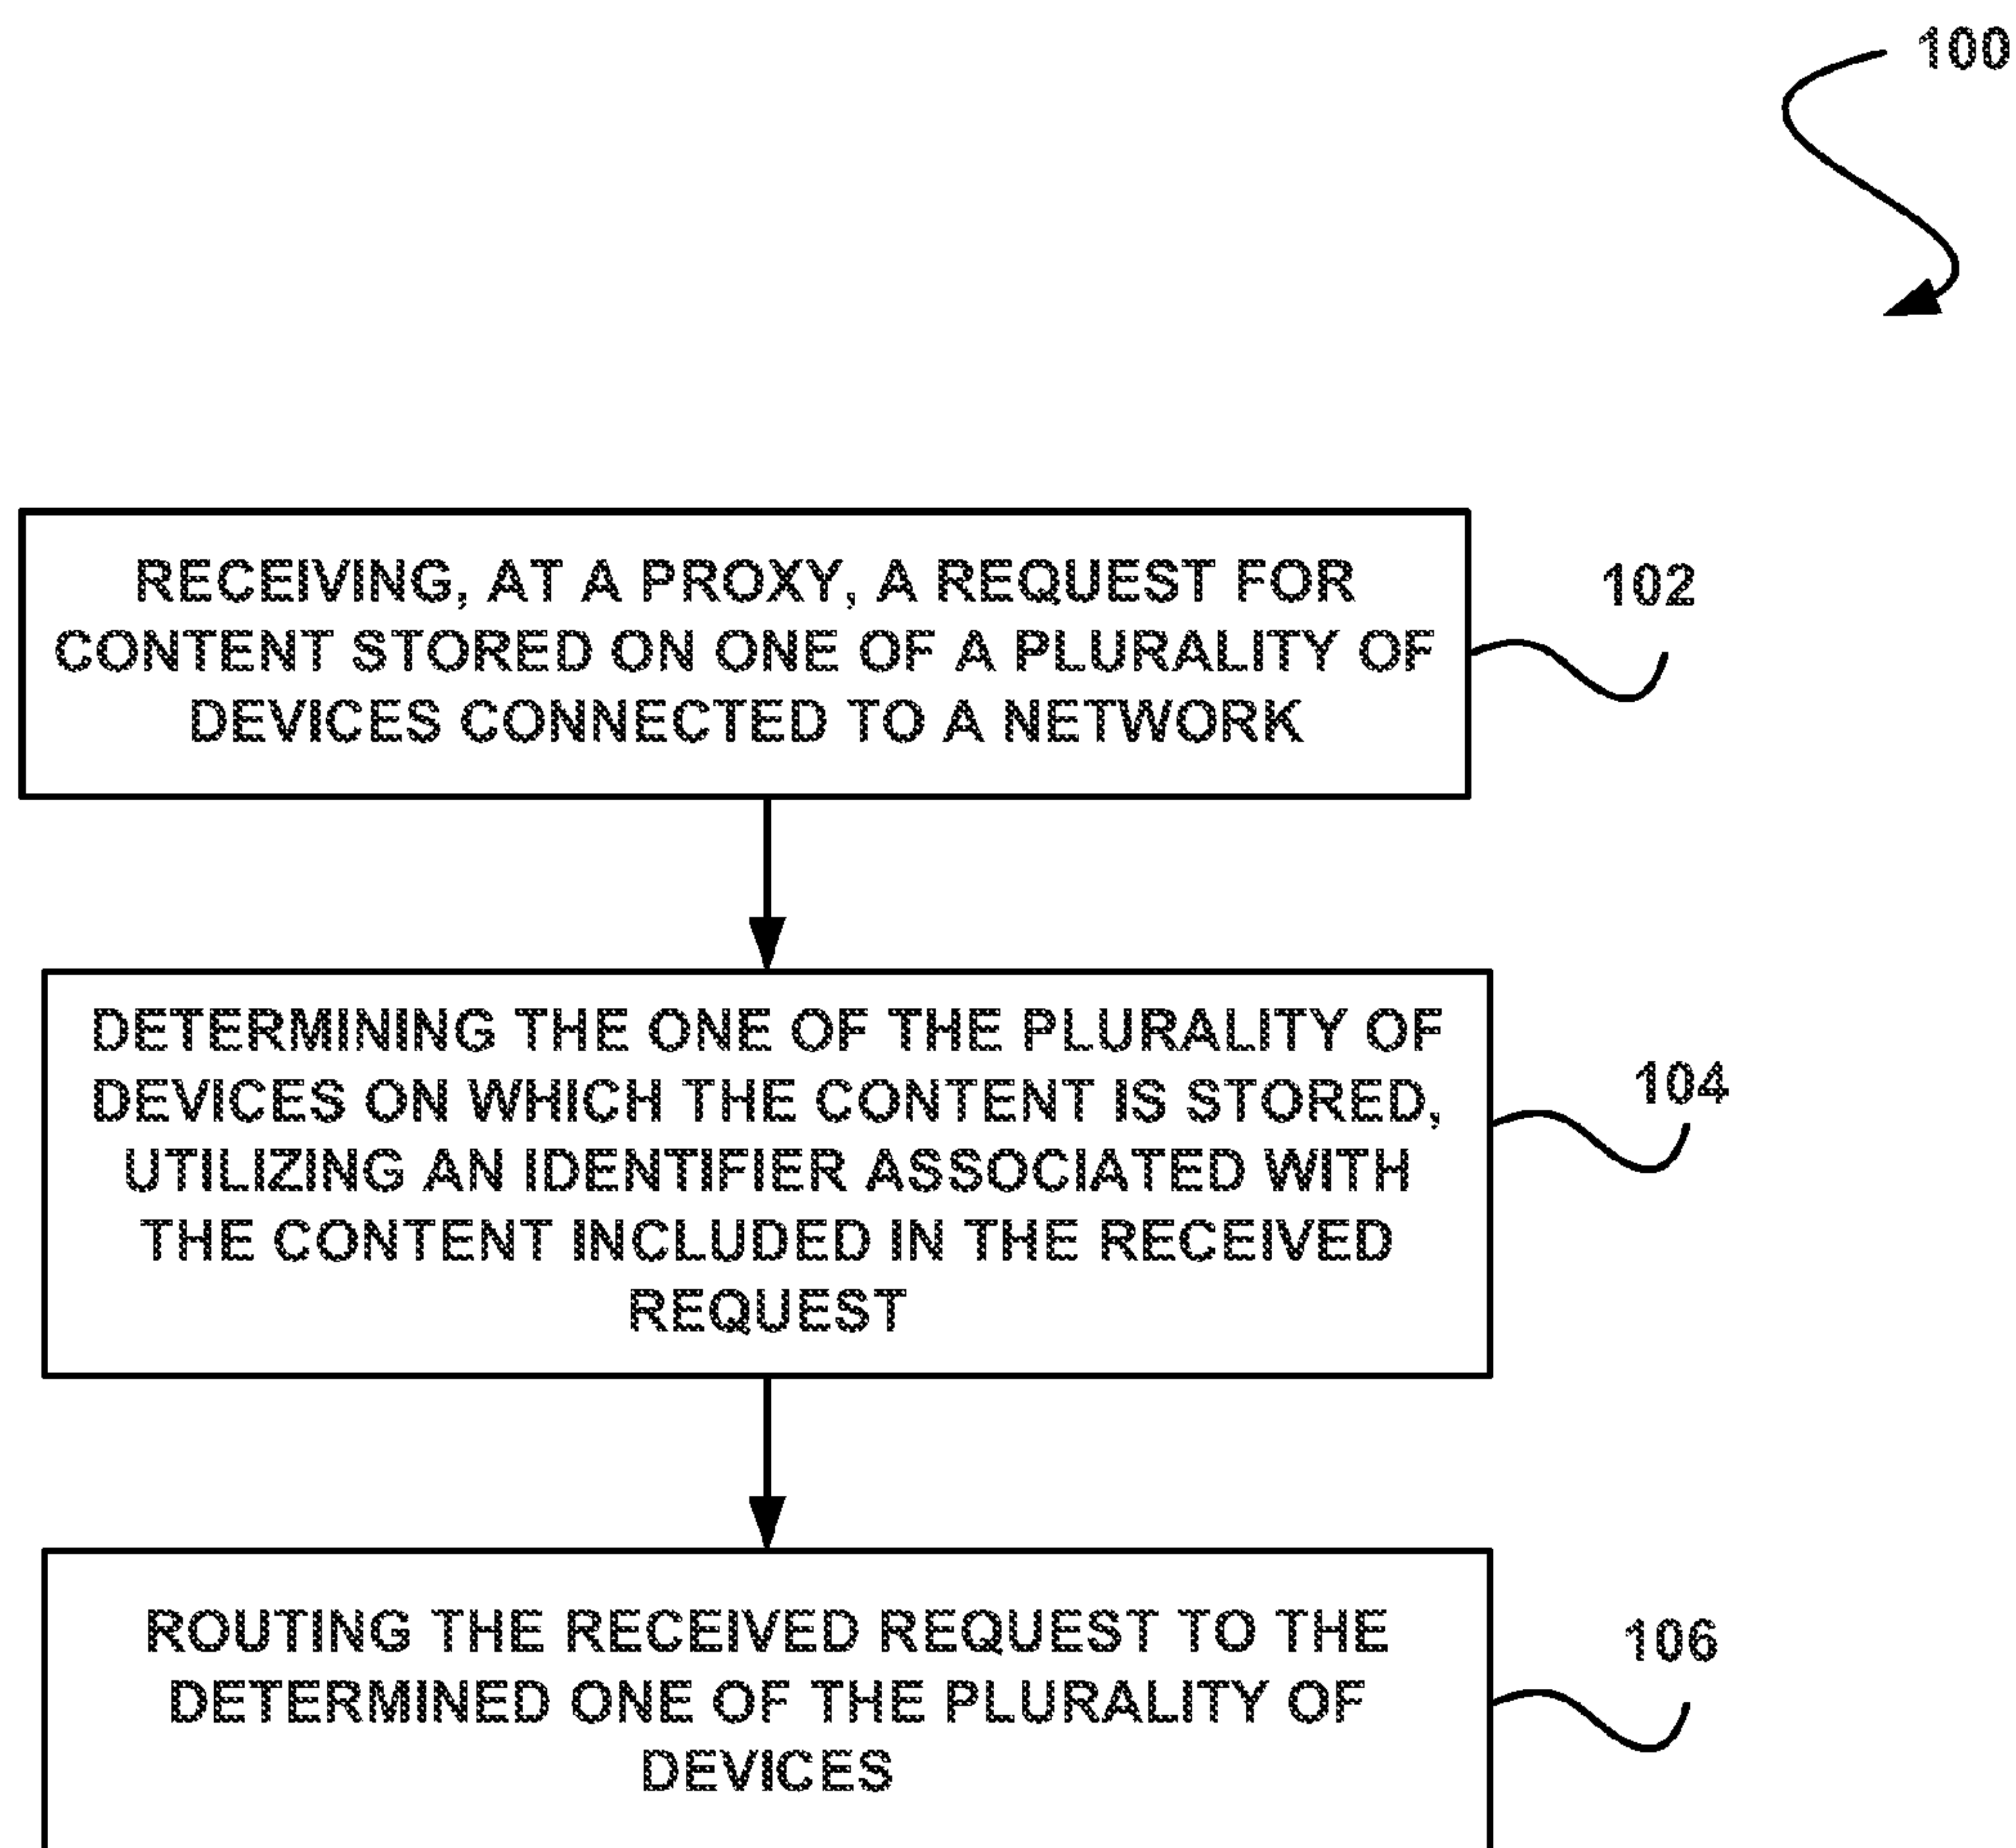 100
RECEIVING, AT A PROXY, A REQUEST FOR
CONTENT STORED ON ONE OF A PLURALITY OF
DEVICES CONNECTED TO A NETWORK
102
DETERMINING THE ONE OF THE PLURALITY OF
DEVICES ON WHICH THE CONTENT IS STORED,
UTILIZING AN IDENTIFIER ASSOCIATED WITH
THE CONTENT INCLUDED IN THE RECEIVED
REQUEST
104
ROUTING THE RECEIVED REQUEST TO THE
DETERMINED ONE OF THE PLURALITY OF
DEVICES
106